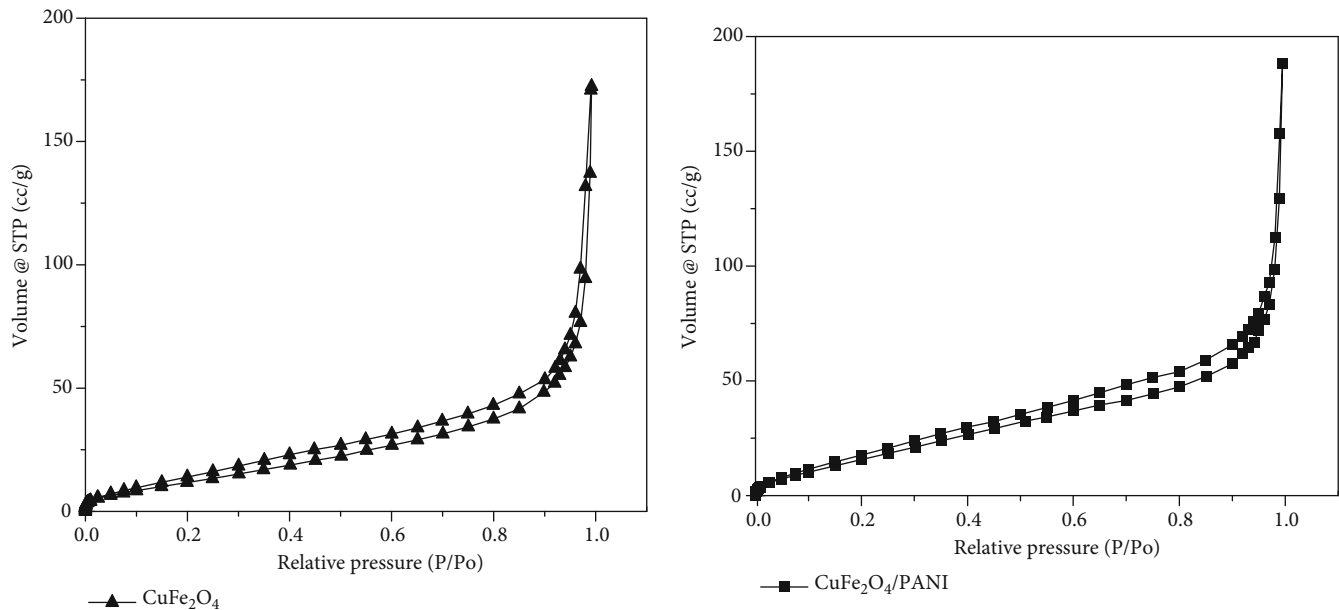 200
150
100
50
0
Volume @ STP (cc/g)
0.0 0.2 0.4 0.6 0.8 1.0
Relative pressure (P/Po)
CuFe₂O₄
200
150
100
50
0
Volume @ STP (cc/g)
0.0 0.2 0.4 0.6 0.8 1.0
Relative pressure (P/Po)
CuFe₂O₄/PANI